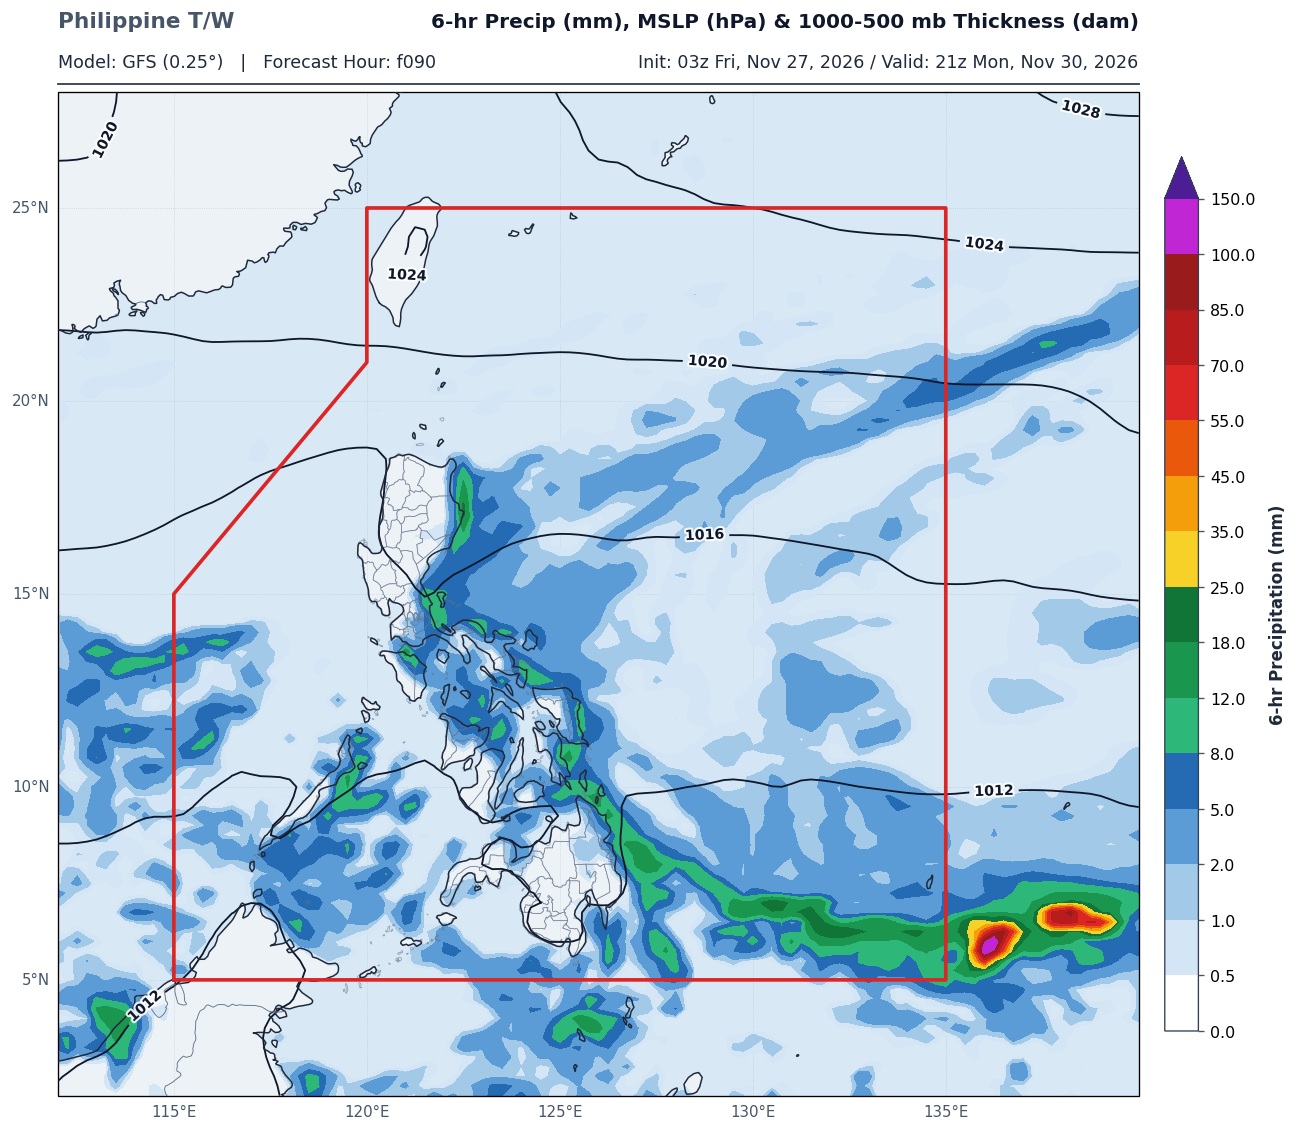 Philippine T/W
6-hr Precip (mm), MSLP (hPa) & 1000-500 mb Thickness (dam)
Model: GFS (0.25°) | Forecast Hour: f090
Init: 03z Fri, Nov 27, 2026 / Valid: 21z Mon, Nov 30, 2026
1020
1028
1024
1024
1020
1016
1012
1012
25°N
20°N
15°N
10°N
5°N
115°E
120°E
125°E
130°E
135°E
150.0
100.0
85.0
70.0
55.0
45.0
35.0
25.0
18.0
12.0
8.0
5.0
2.0
1.0
0.5
0.0
6-hr Precipitation (mm)